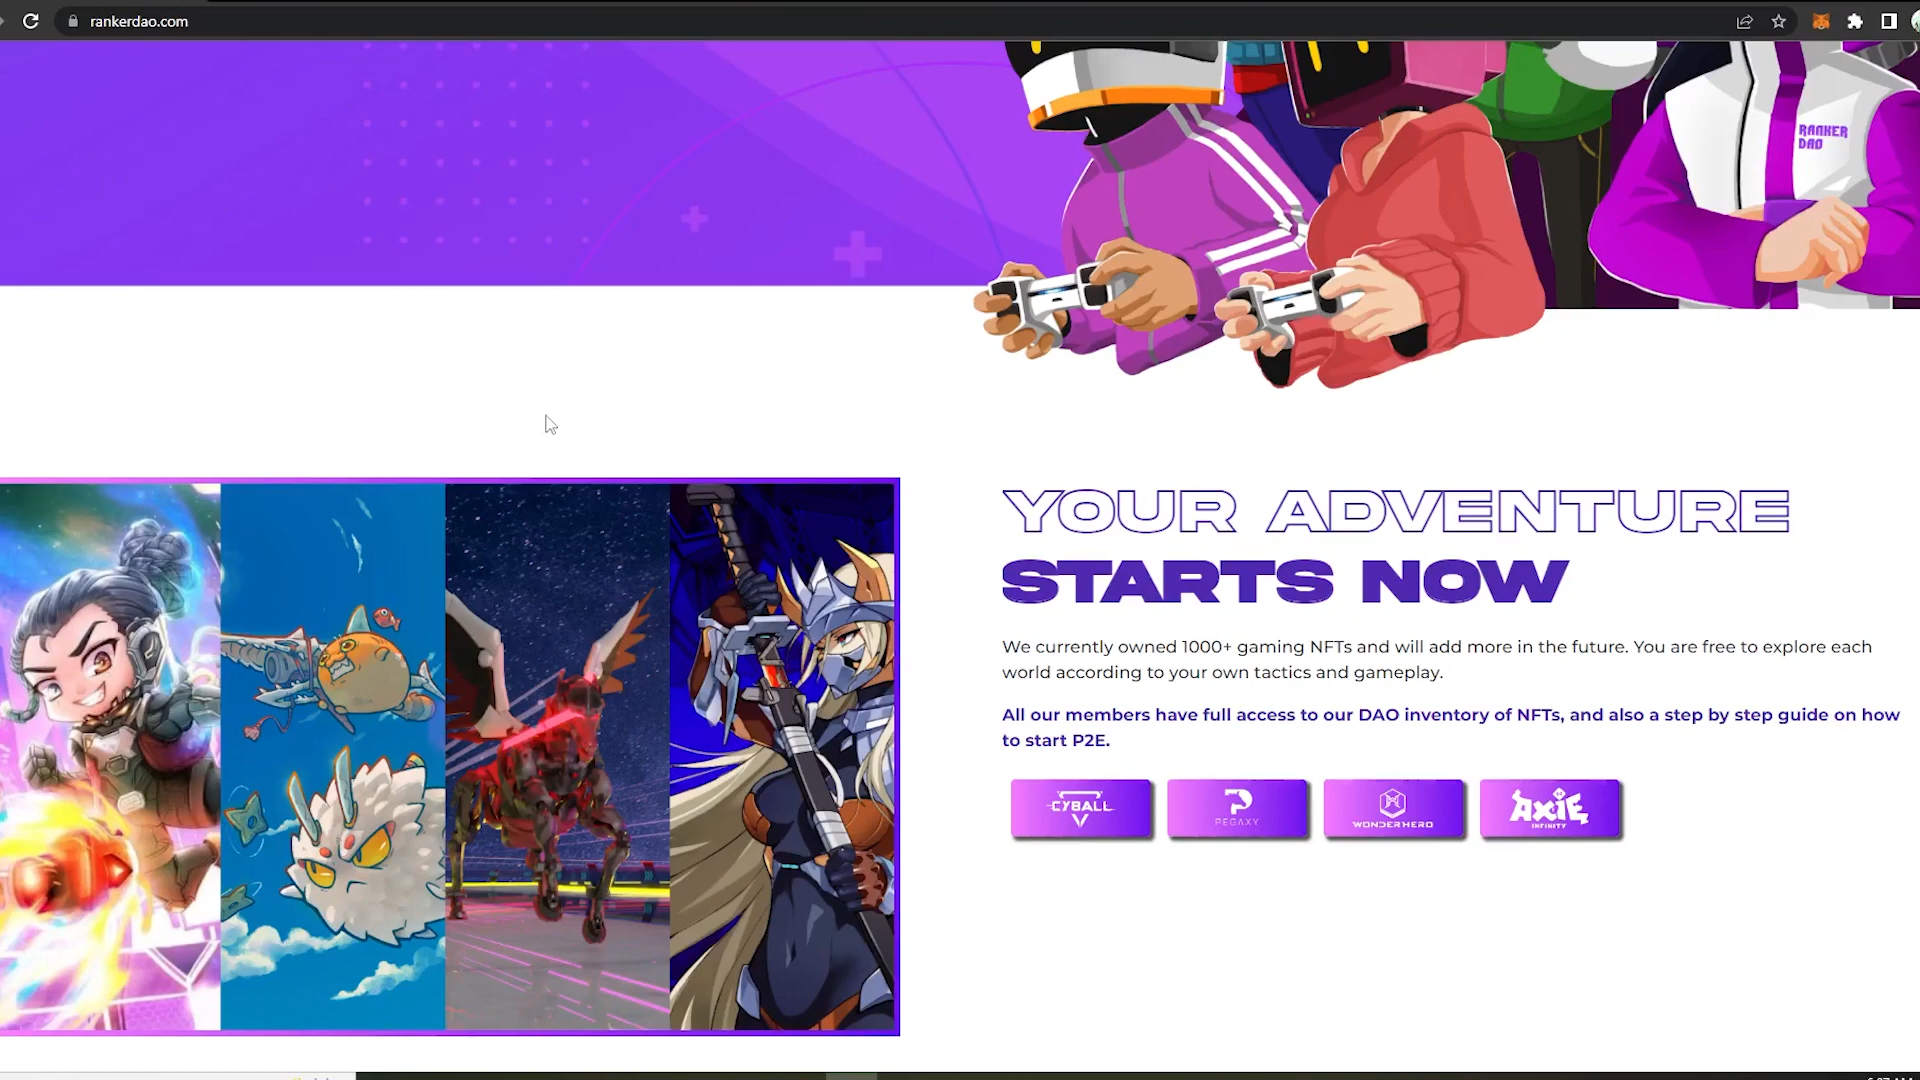 rankerdao.com
RANKER
DAO
YOUR ADVENTURE
STARTS NOW
We currently owned 1000+ gaming NFTs and will add more in the future. You are free to explore each
world according to your own tactics and gameplay.
All our members have full access to our DAO inventory of NFTs, and also a step by step guide on how
to start P2E.
CYBALL
PEGAXY
WONDERHERO
AXIE
INFINITY